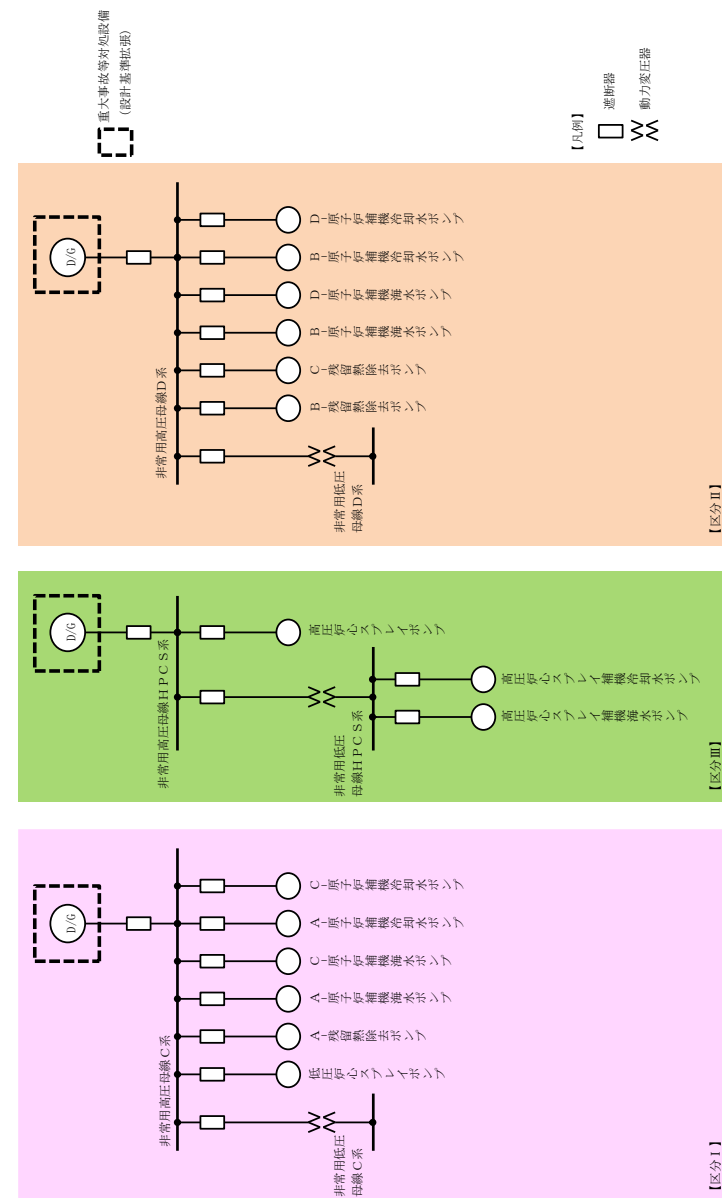 重大事故等対処設備
（設計基準拡張）
【凡例】
遮断器
動力変圧器
D/G
非常用高圧母線D系
D-原子炉補機冷却水ポンプ
B-原子炉補機冷却水ポンプ
D-原子炉補機海水ポンプ
B-原子炉補機海水ポンプ
C-残留熱除去ポンプ
B-残留熱除去ポンプ
非常用低圧
母線D系
【区分Ⅱ】
D/G
非常用高圧母線HPCS系
高圧炉心スプレイポンプ
高圧炉心スプレイ補機冷却水ポンプ
高圧炉心スプレイ補機海水ポンプ
非常用低圧
母線HPCS系
【区分Ⅲ】
D/G
非常用高圧母線C系
C-原子炉補機冷却水ポンプ
A-原子炉補機冷却水ポンプ
C-原子炉補機海水ポンプ
A-原子炉補機海水ポンプ
A-残留熱除去ポンプ
低圧炉心スプレイポンプ
非常用低圧
母線C系
【区分Ⅰ】